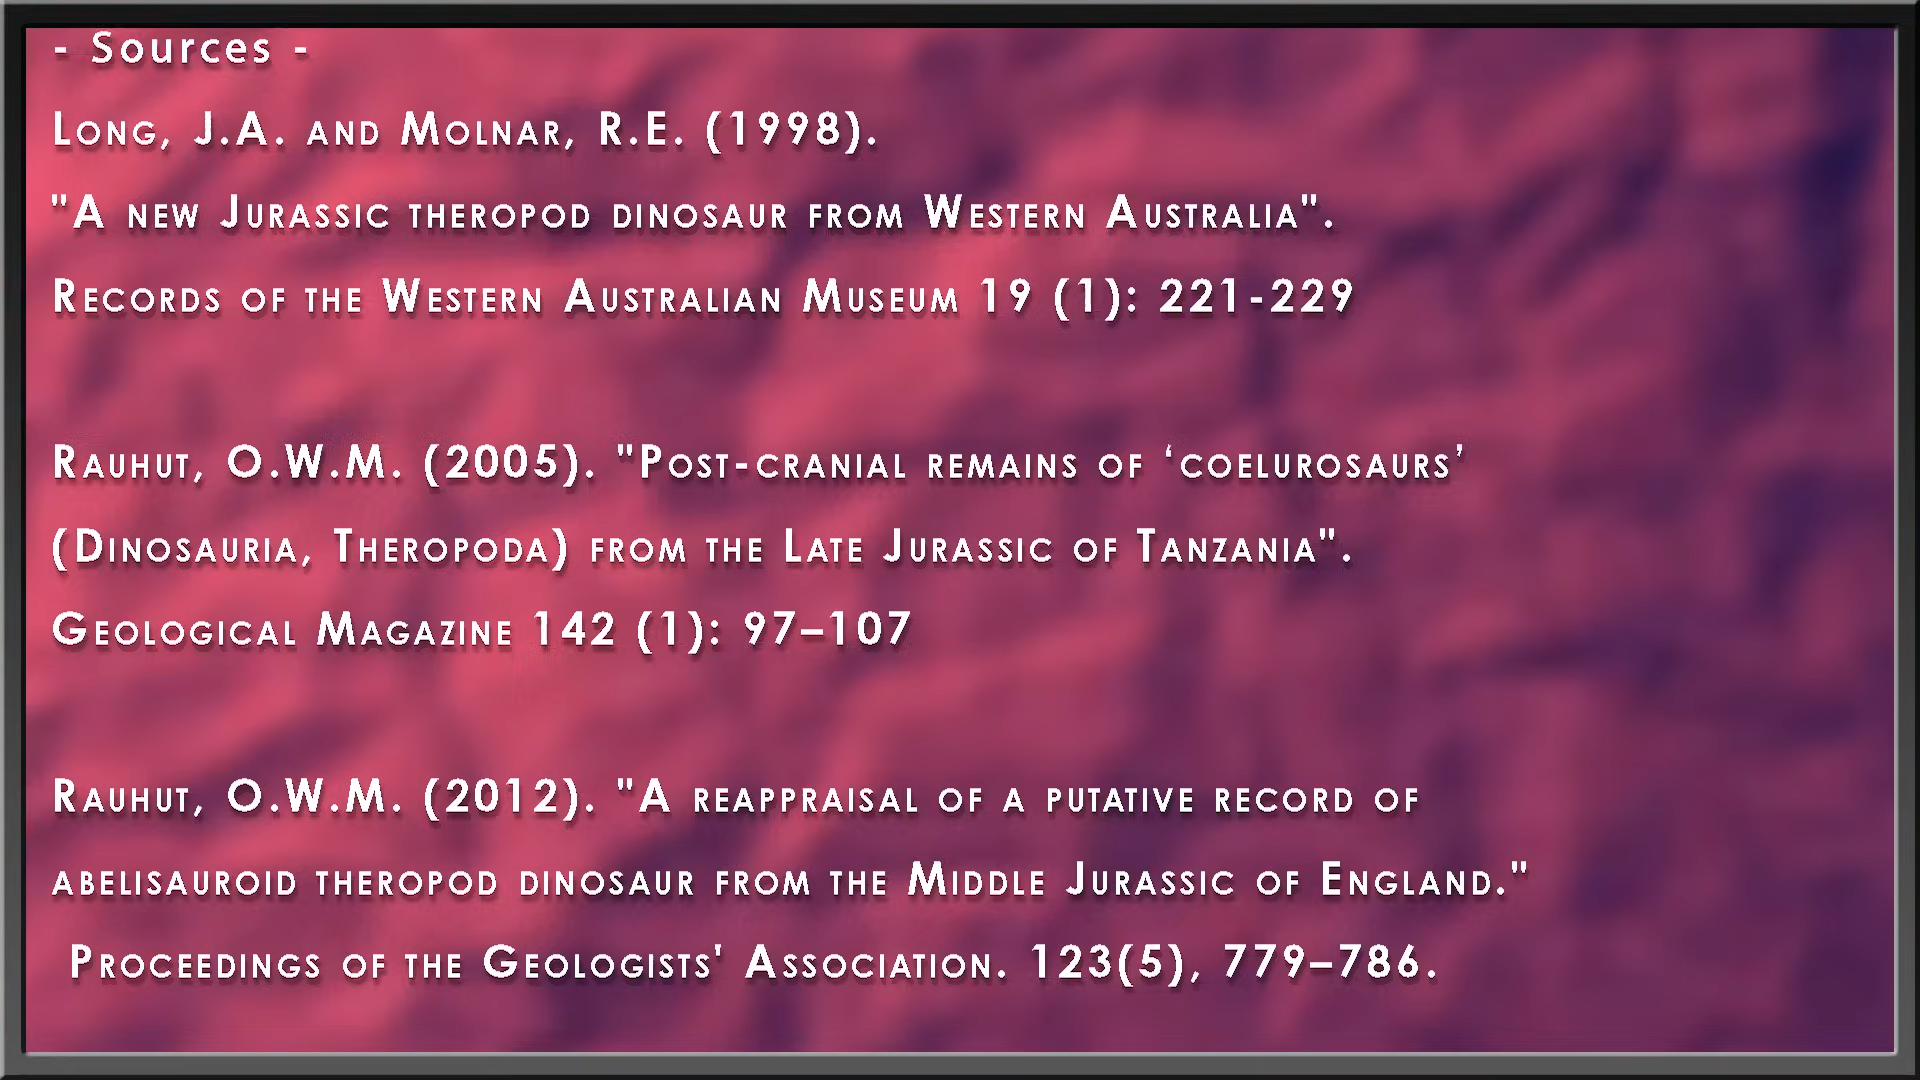 - Sources -
Long, J.A. and Molnar, R.E. (1998).
"A new Jurassic theropod dinosaur from Western Australia".
Records of the Western Australian Museum 19 (1): 221-229
Rauhut, O.W.M. (2005). "Post-cranial remains of ‘coelurosaurs’
(Dinosauria, Theropoda) from the Late Jurassic of Tanzania".
Geological Magazine 142 (1): 97–107
Rauhut, O.W.M. (2012). "A reappraisal of a putative record of
abelisauroid theropod dinosaur from the Middle Jurassic of England."
Proceedings of the Geologists' Association. 123(5), 779–786.